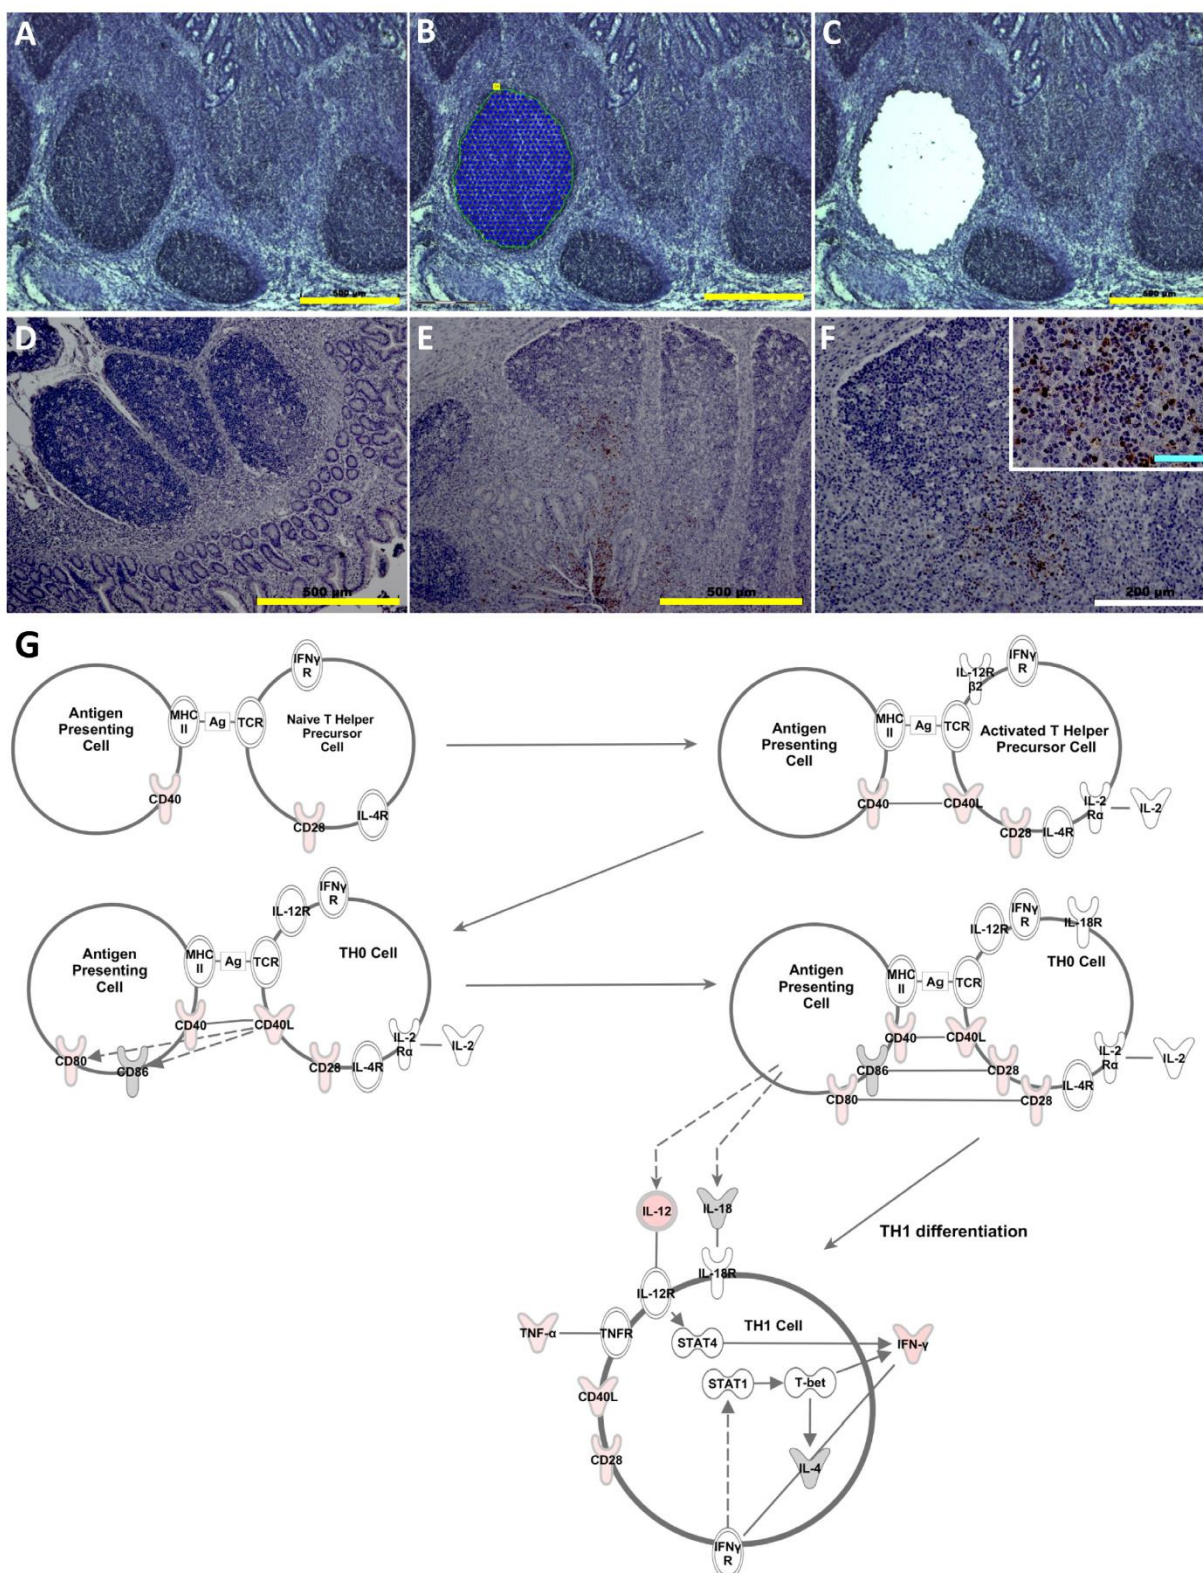 A
B
C
500 µm
500 µm
D
E
F
500 µm
500 µm
200 µm
G
IFNγ
R
Antigen
Presenting
Cell
MHC
II
Ag
TCR
Naive T Helper
Precursor
Cell
CD40
CD28
IL-4R
IFNγ
R
IL-12R
β2
Antigen
Presenting
Cell
MHC
II
Ag
TCR
Activated T Helper
Precursor Cell
CD40
CD40L
CD28
IL-4R
IL-2
Rα
IL-2
IFNγ
R
IL-12R
Antigen
Presenting
Cell
MHC
II
Ag
TCR
TH0 Cell
CD40
CD40L
CD80
CD86
CD28
IL-4R
IL-2
Rα
IL-2
IFNγ
R
IL-18R
IL-12R
Antigen
Presenting
Cell
MHC
II
Ag
TCR
TH0 Cell
CD40
CD40L
CD86
CD28
CD80
CD28
IL-4R
IL-2
Rα
IL-2
IL-12
IL-18
TH1 differentiation
IL-18R
IL-12R
TNF-α
TNFR
TH1 Cell
STAT4
IFN-γ
STAT1
T-bet
CD40L
CD28
IL-4
IFNγ
R